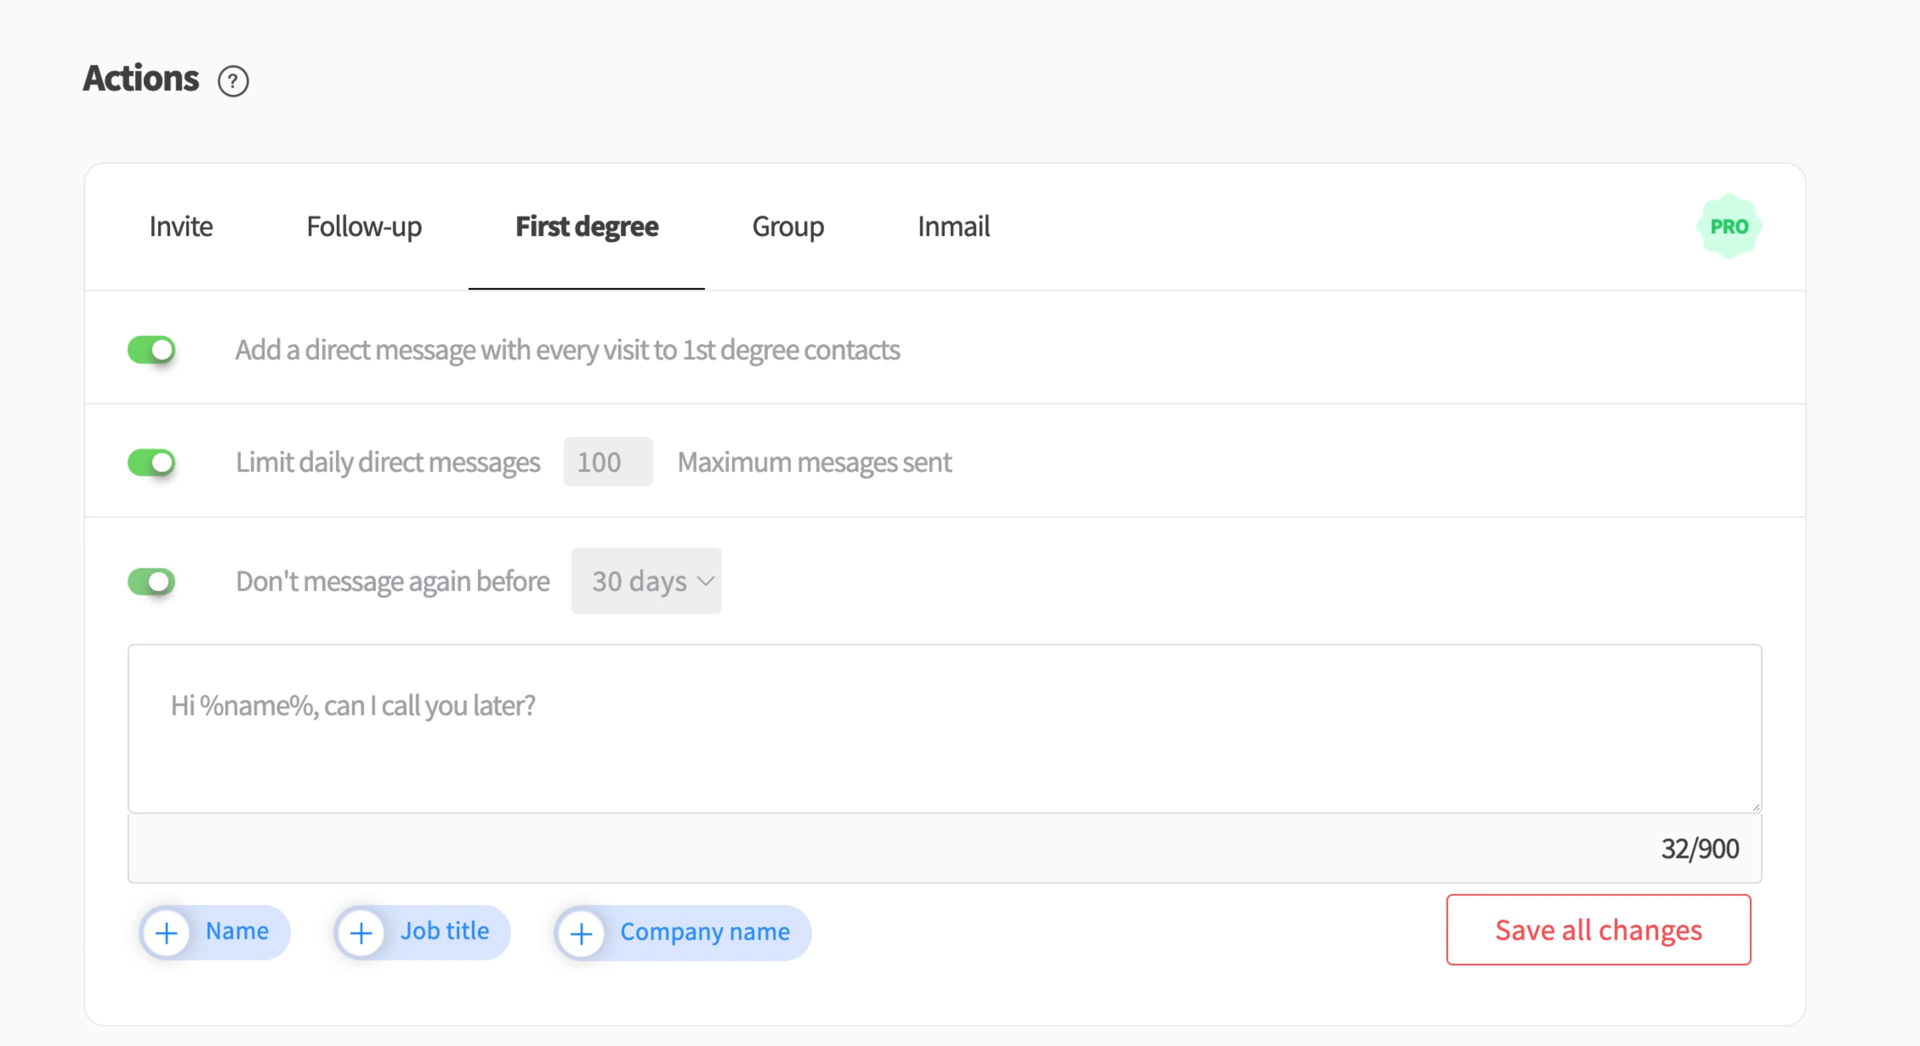 Actions ?
Invite Follow-up First degree Group Inmail PRO
Add a direct message with every visit to 1st degree contacts
Limit daily direct messages 100 Maximum mesages sent
Don't message again before 30 days
Hi %name%, can I call you later?
32/900
+ Name + Job title + Company name Save all changes